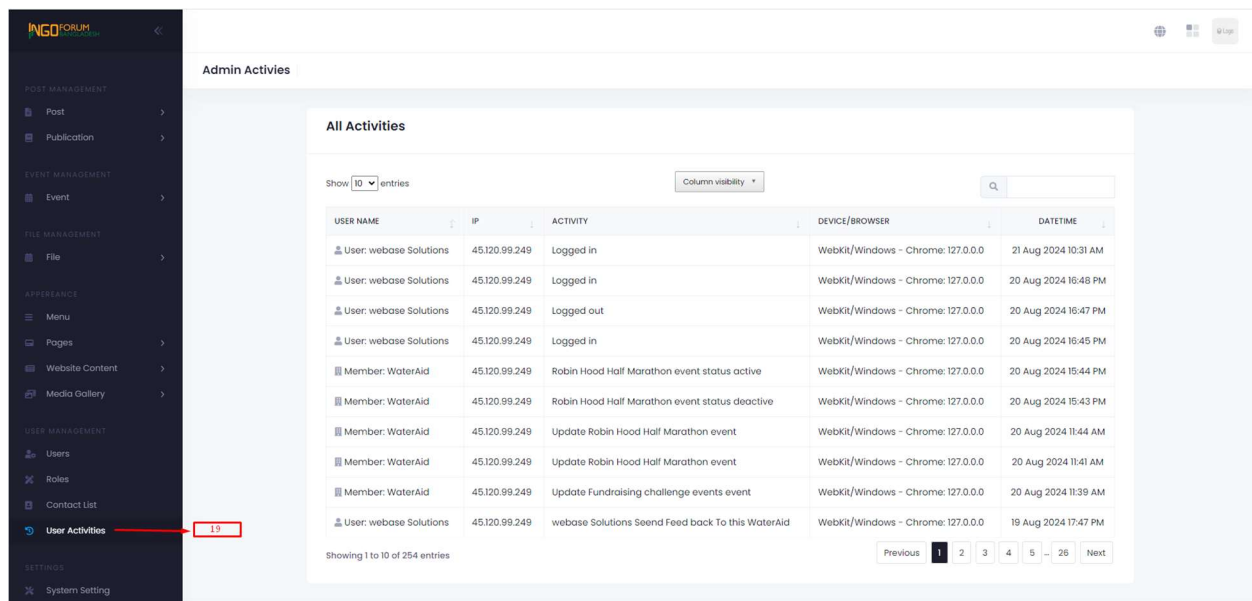 INGO FORUM
BANGLADESH
Logo
Admin Activies
POST MANAGEMENT
Post
Publication
EVENT MANAGEMENT
Event
FILE MANAGEMENT
File
APPEREANCE
Menu
Pages
Website Content
Media Gallery
USER MANAGEMENT
Users
Roles
Contact List
User Activities
19
SETTINGS
System Setting
All Activities
Show 10 entries
Column visibility
USER NAME IP ACTIVITY DEVICE/BROWSER DATETIME
User: webase Solutions 45.120.99.249 Logged in WebKit/Windows - Chrome: 127.0.0.0 21 Aug 2024 10:31 AM
User: webase Solutions 45.120.99.249 Logged in WebKit/Windows - Chrome: 127.0.0.0 20 Aug 2024 16:48 PM
User: webase Solutions 45.120.99.249 Logged out WebKit/Windows - Chrome: 127.0.0.0 20 Aug 2024 16:47 PM
User: webase Solutions 45.120.99.249 Logged in WebKit/Windows - Chrome: 127.0.0.0 20 Aug 2024 16:45 PM
Member: WaterAid 45.120.99.249 Robin Hood Half Marathon event status active WebKit/Windows - Chrome: 127.0.0.0 20 Aug 2024 15:44 PM
Member: WaterAid 45.120.99.249 Robin Hood Half Marathon event status deactive WebKit/Windows - Chrome: 127.0.0.0 20 Aug 2024 15:43 PM
Member: WaterAid 45.120.99.249 Update Robin Hood Half Marathon event WebKit/Windows - Chrome: 127.0.0.0 20 Aug 2024 11:44 AM
Member: WaterAid 45.120.99.249 Update Robin Hood Half Marathon event WebKit/Windows - Chrome: 127.0.0.0 20 Aug 2024 11:41 AM
Member: WaterAid 45.120.99.249 Update Fundraising challenge events event WebKit/Windows - Chrome: 127.0.0.0 20 Aug 2024 11:39 AM
User: webase Solutions 45.120.99.249 webase Solutions Seend Feed back To this WaterAid WebKit/Windows - Chrome: 127.0.0.0 19 Aug 2024 17:47 PM
Showing 1 to 10 of 254 entries
Previous 1 2 3 4 5 … 26 Next